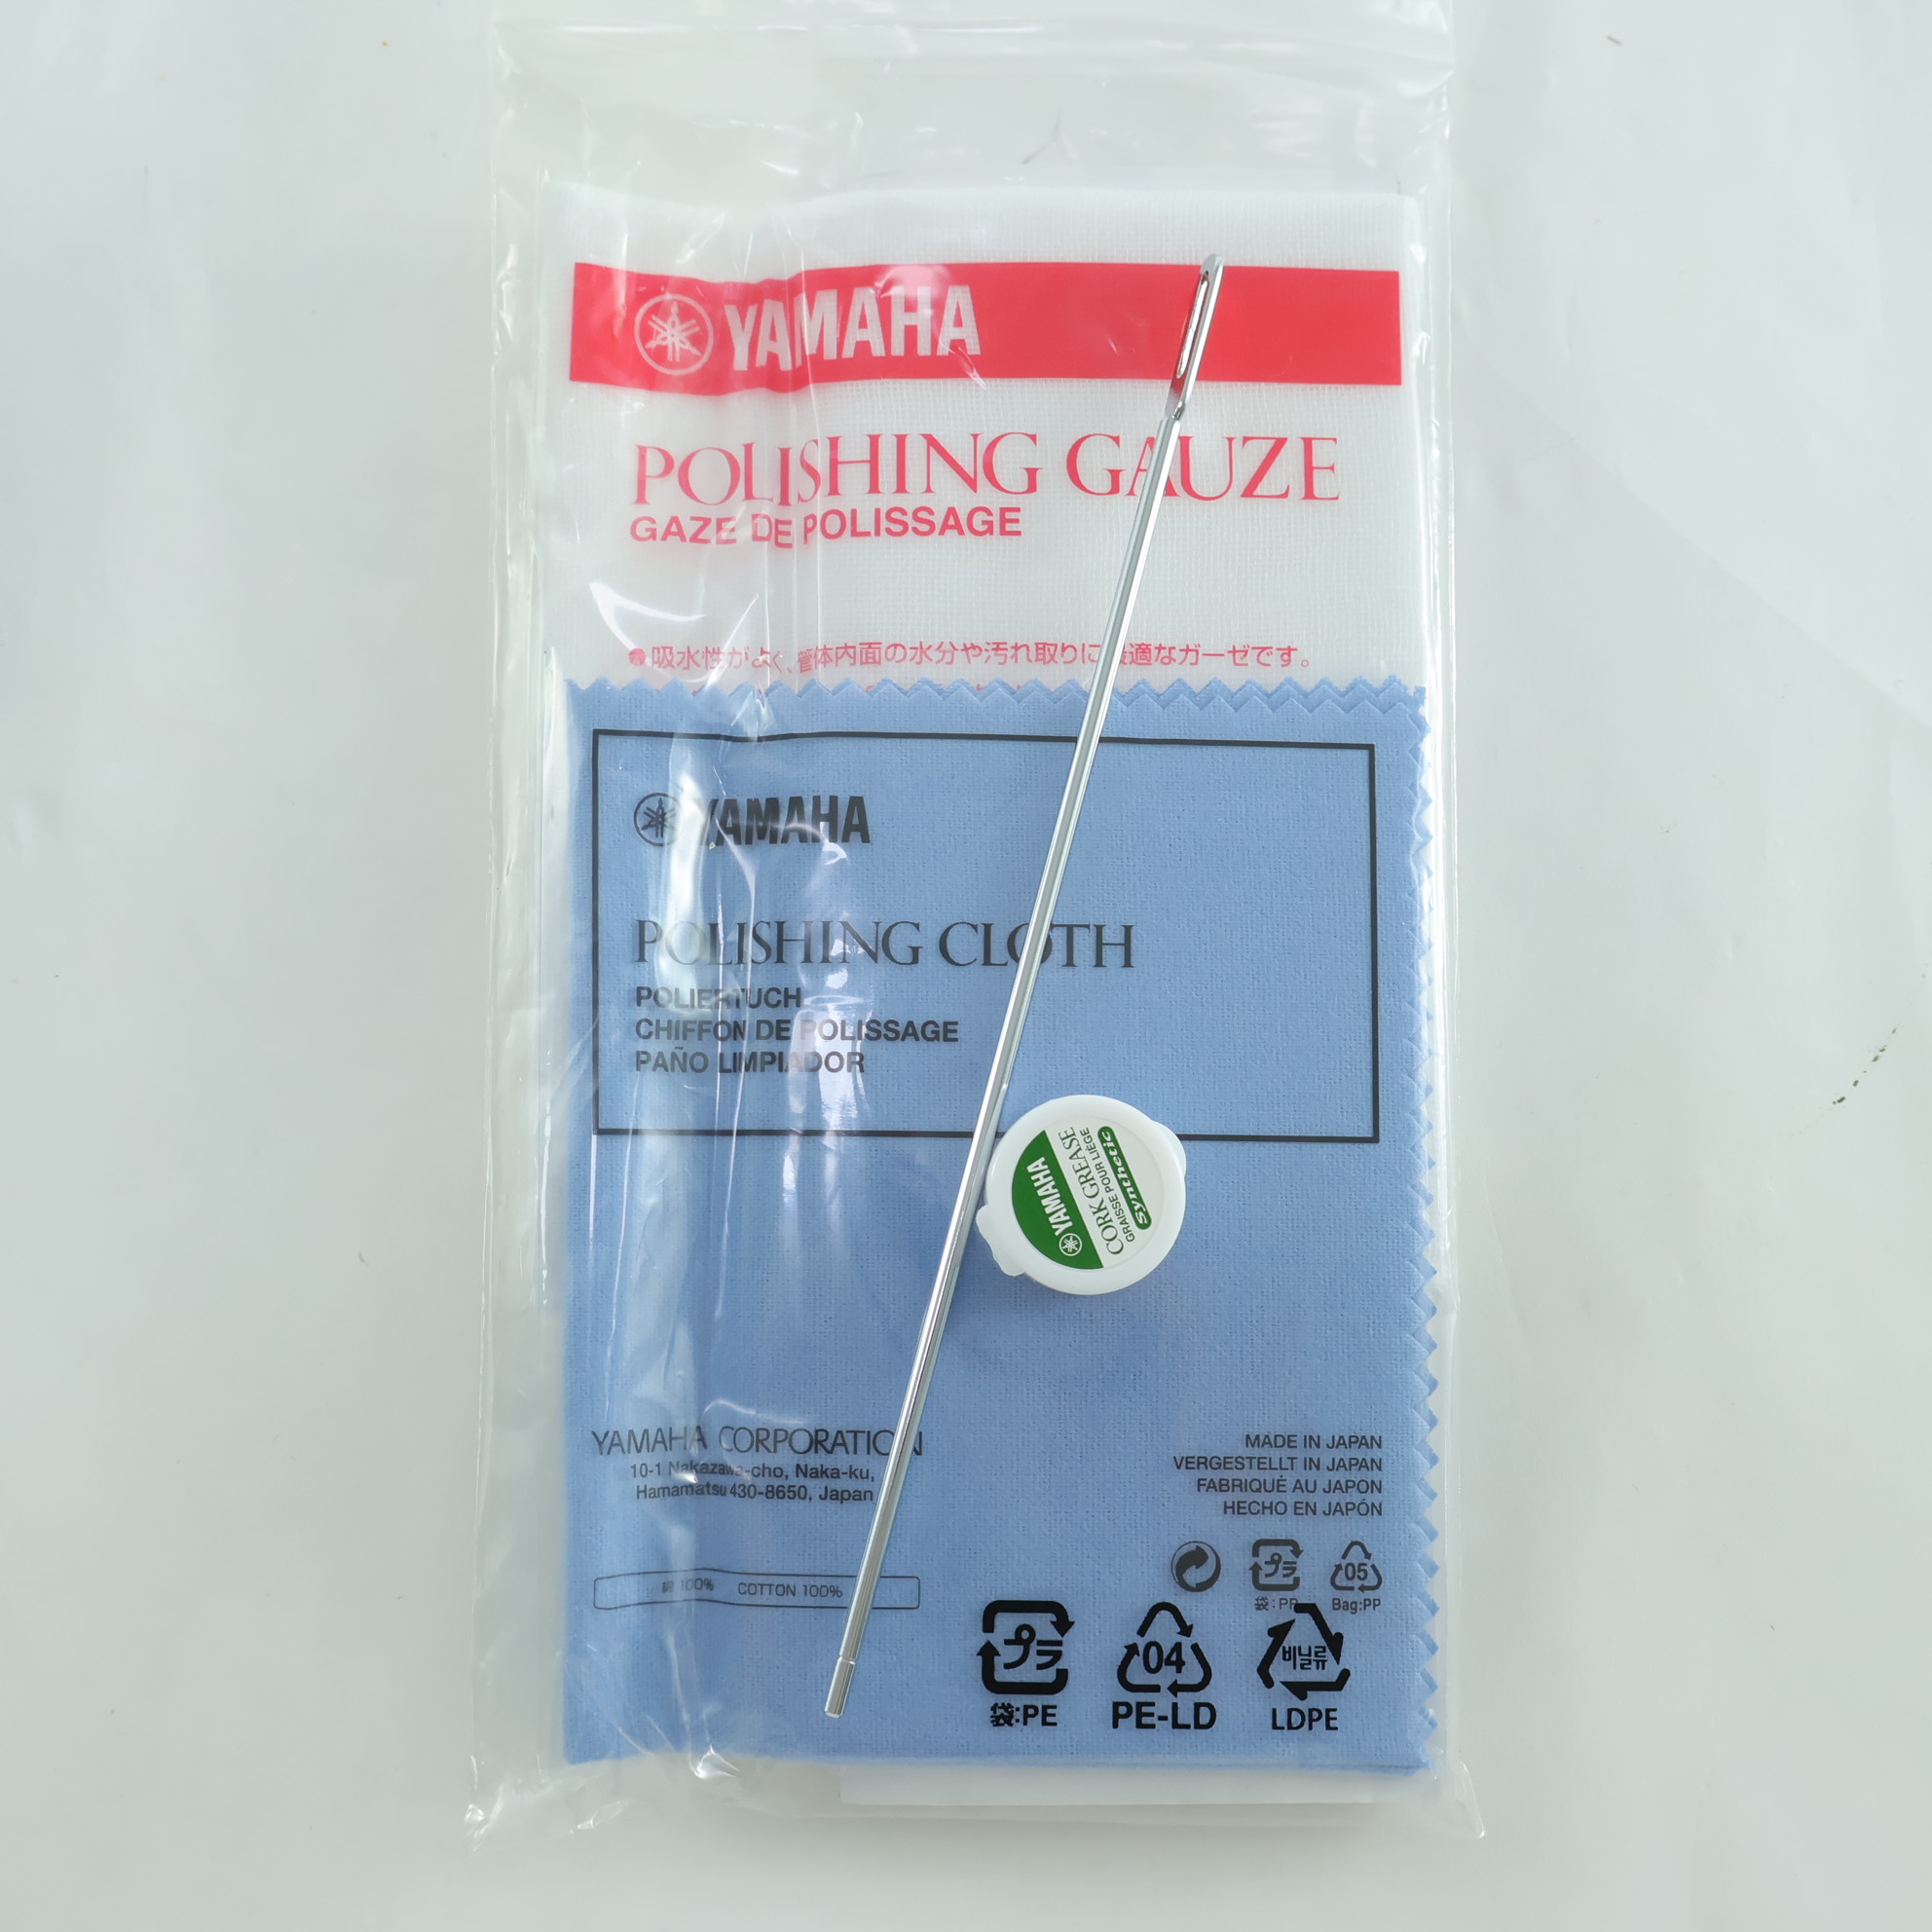 YAMAHA
POLISHING GAUZE
GAZE DE POLISSAGE
●吸水性がよく、管体内面の水分や汚れ取りに最適なガーゼです。
YAMAHA
POLISHING CLOTH
POLIERTUCH
CHIFFON DE POLISSAGE
PAÑO LIMPIADOR
YAMAHA
CORK GREASE
GRAISSE POUR LIÈGE
Synthetic
YAMAHA CORPORATION
10-1 Nakazawa-cho, Naka-ku,
Hamamatsu 430-8650, Japan
MADE IN JAPAN
VERGESTELLT IN JAPAN
FABRIQUÉ AU JAPON
HECHO EN JAPÓN
綿 100% COTTON 100%
プラ
袋:PP
05
Bag:PP
プラ
袋:PE
04
PE-LD
비닐류
LDPE